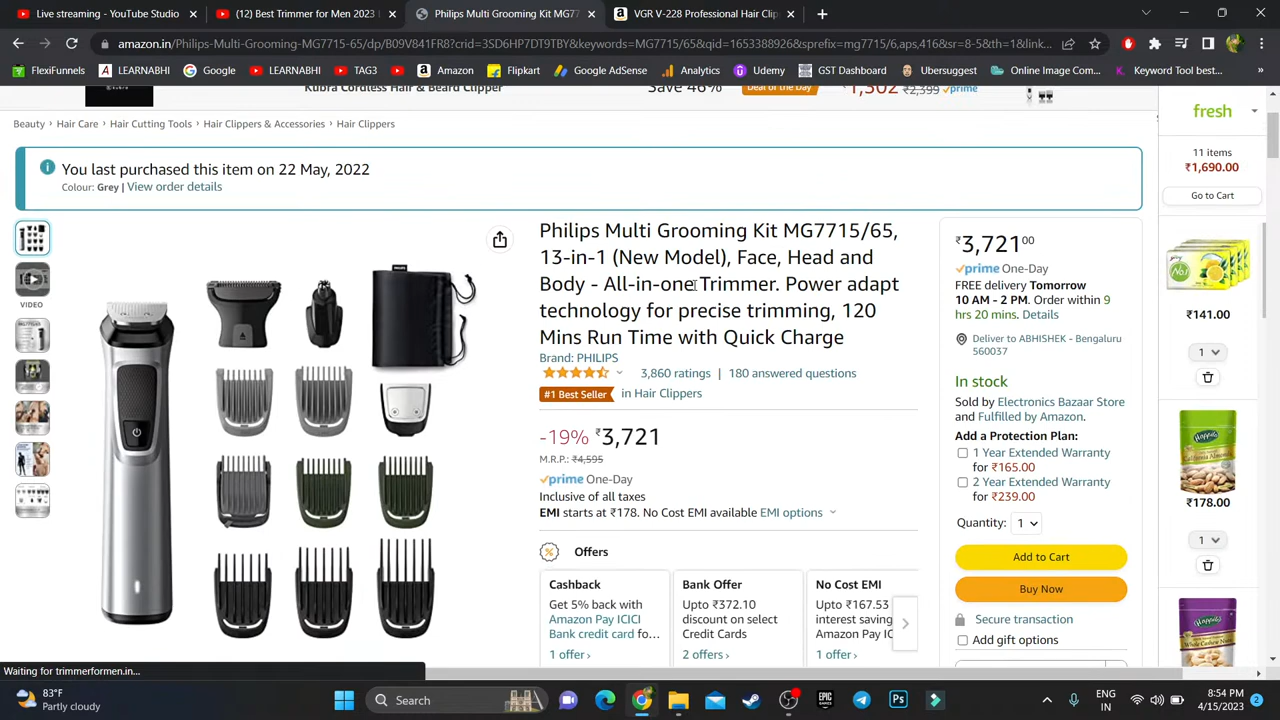 Live streaming - YouTube Studio
(12) Best Trimmer for Men 2023 I
Philips Multi Grooming Kit MG77
VGR V-228 Professional Hair Clip
amazon.in/Philips-Multi-Grooming-MG7715-65/dp/B09V841FR8?crid=3SD6HP7DT9TBY&keywords=MG7715/65&qid=1653388926&sprefix=mg7715/6,aps,416&sr=8-5&th=1&link...
FlexiFunnels
LEARNABHI
Google
LEARNABHI
TAG3
Amazon
Flipkart
Google AdSense
Analytics
Udemy
GST Dashboard
Ubersuggest
Online Image Com...
Keyword Tool best...
Kubra Cordless Hair & Beard Clipper
Save 46%
Deal of the Day
₹1,302 ₹2,399 prime
Beauty › Hair Care › Hair Cutting Tools › Hair Clippers & Accessories › Hair Clippers
You last purchased this item on 22 May, 2022
Colour: Grey | View order details
VIDEO
Philips Multi Grooming Kit MG7715/65,
13-in-1 (New Model), Face, Head and
Body - All-in-one Trimmer. Power adapt
technology for precise trimming, 120
Mins Run Time with Quick Charge
Brand: PHILIPS
3,860 ratings | 180 answered questions
#1 Best Seller in Hair Clippers
-19% ₹3,721
M.R.P.: ₹4,595
prime One-Day
Inclusive of all taxes
EMI starts at ₹178. No Cost EMI available EMI options
Offers
Cashback
Get 5% back with
Amazon Pay ICICI
Bank credit card fo...
1 offer ›
Bank Offer
Upto ₹372.10
discount on select
Credit Cards
2 offers ›
No Cost EMI
Upto ₹167.53
interest saving
Amazon Pay IC
1 offer ›
₹3,721.00
prime One-Day
FREE delivery Tomorrow
10 AM - 2 PM. Order within 9
hrs 20 mins. Details
Deliver to ABHISHEK - Bengaluru
560037
In stock
Sold by Electronics Bazaar Store
and Fulfilled by Amazon.
Add a Protection Plan:
1 Year Extended Warranty
for ₹165.00
2 Year Extended Warranty
for ₹239.00
Quantity: 1
Add to Cart
Buy Now
Secure transaction
Add gift options
fresh
11 items
₹1,690.00
Go to Cart
₹141.00
1
₹178.00
1
Waiting for trimmerformen.in...
83°F
Partly cloudy
Search
ENG
IN
8:54 PM
4/15/2023
2